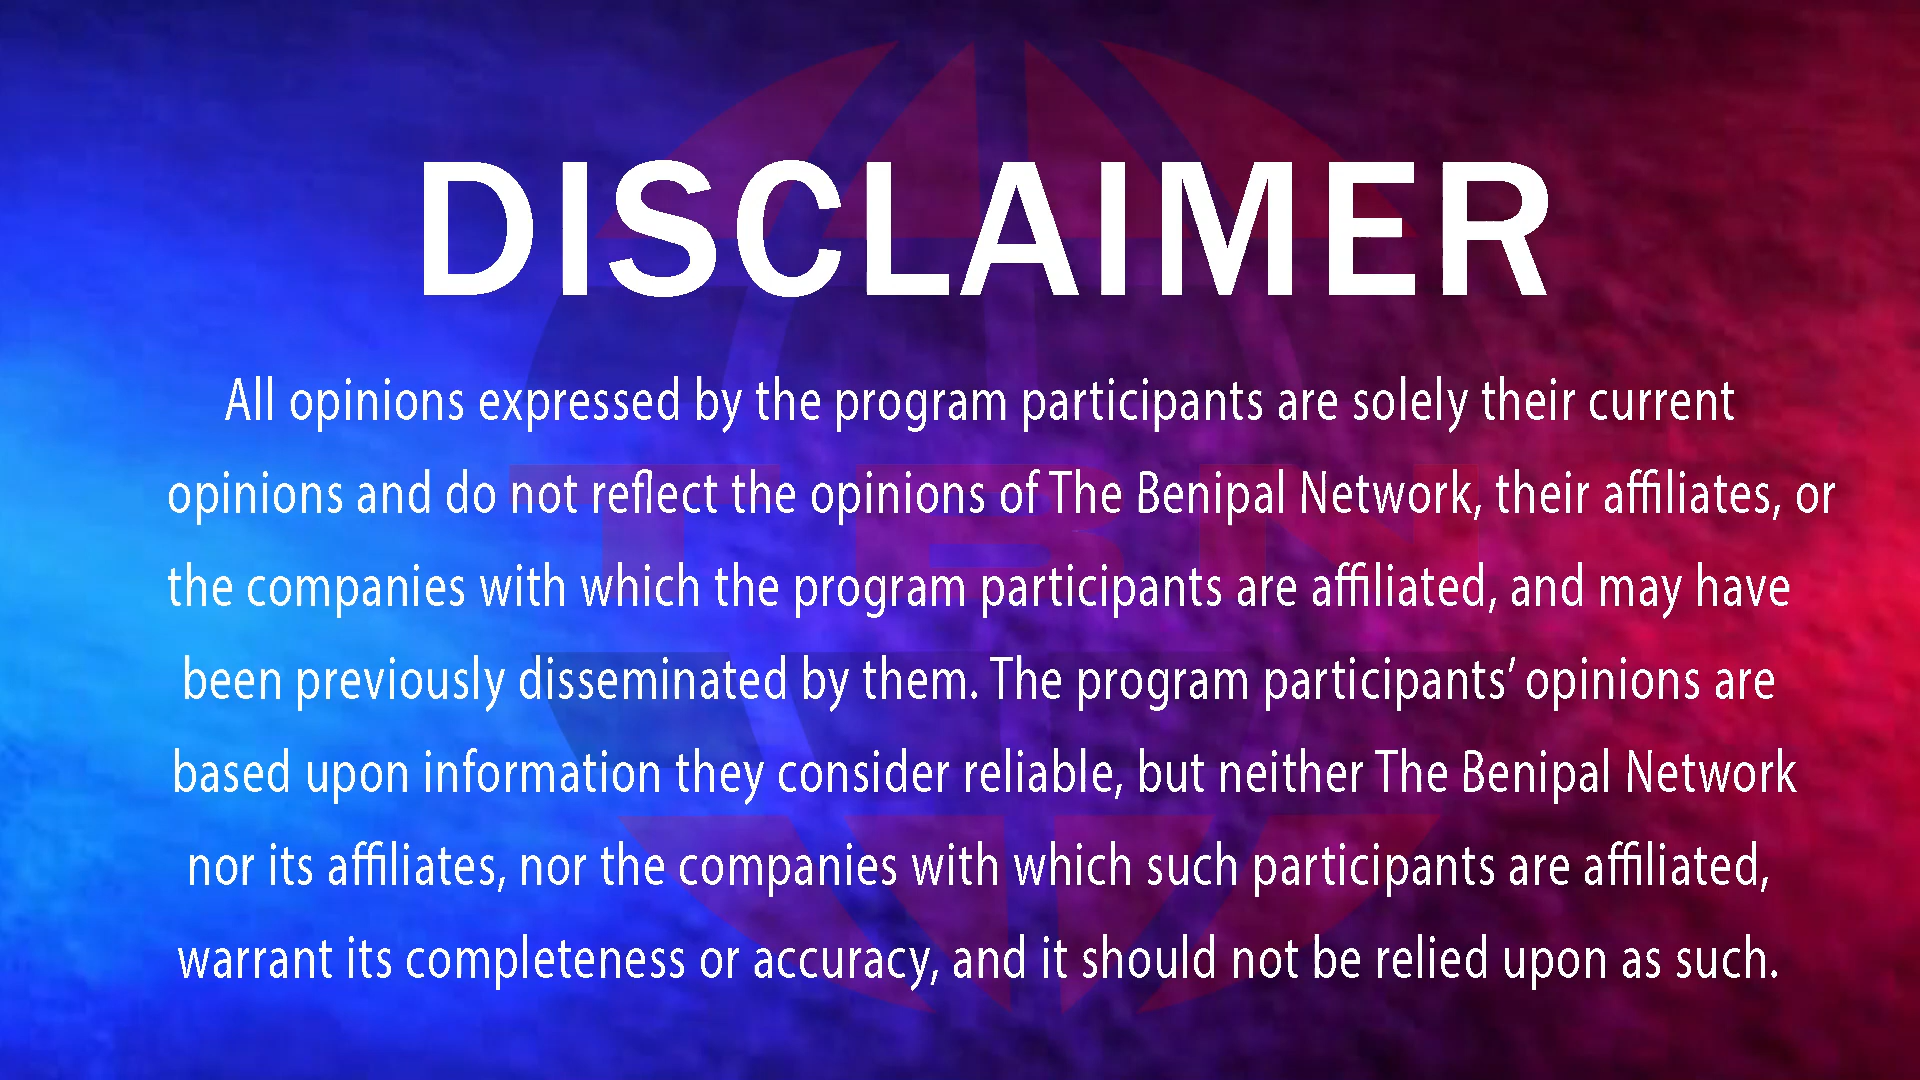 DISCLAIMER
All opinions expressed by the program participants are solely their current
opinions and do not reflect the opinions of The Benipal Network, their affiliates, or
the companies with which the program participants are affiliated, and may have
been previously disseminated by them. The program participants’ opinions are
based upon information they consider reliable, but neither The Benipal Network
nor its affiliates, nor the companies with which such participants are affiliated,
warrant its completeness or accuracy, and it should not be relied upon as such.
TBN